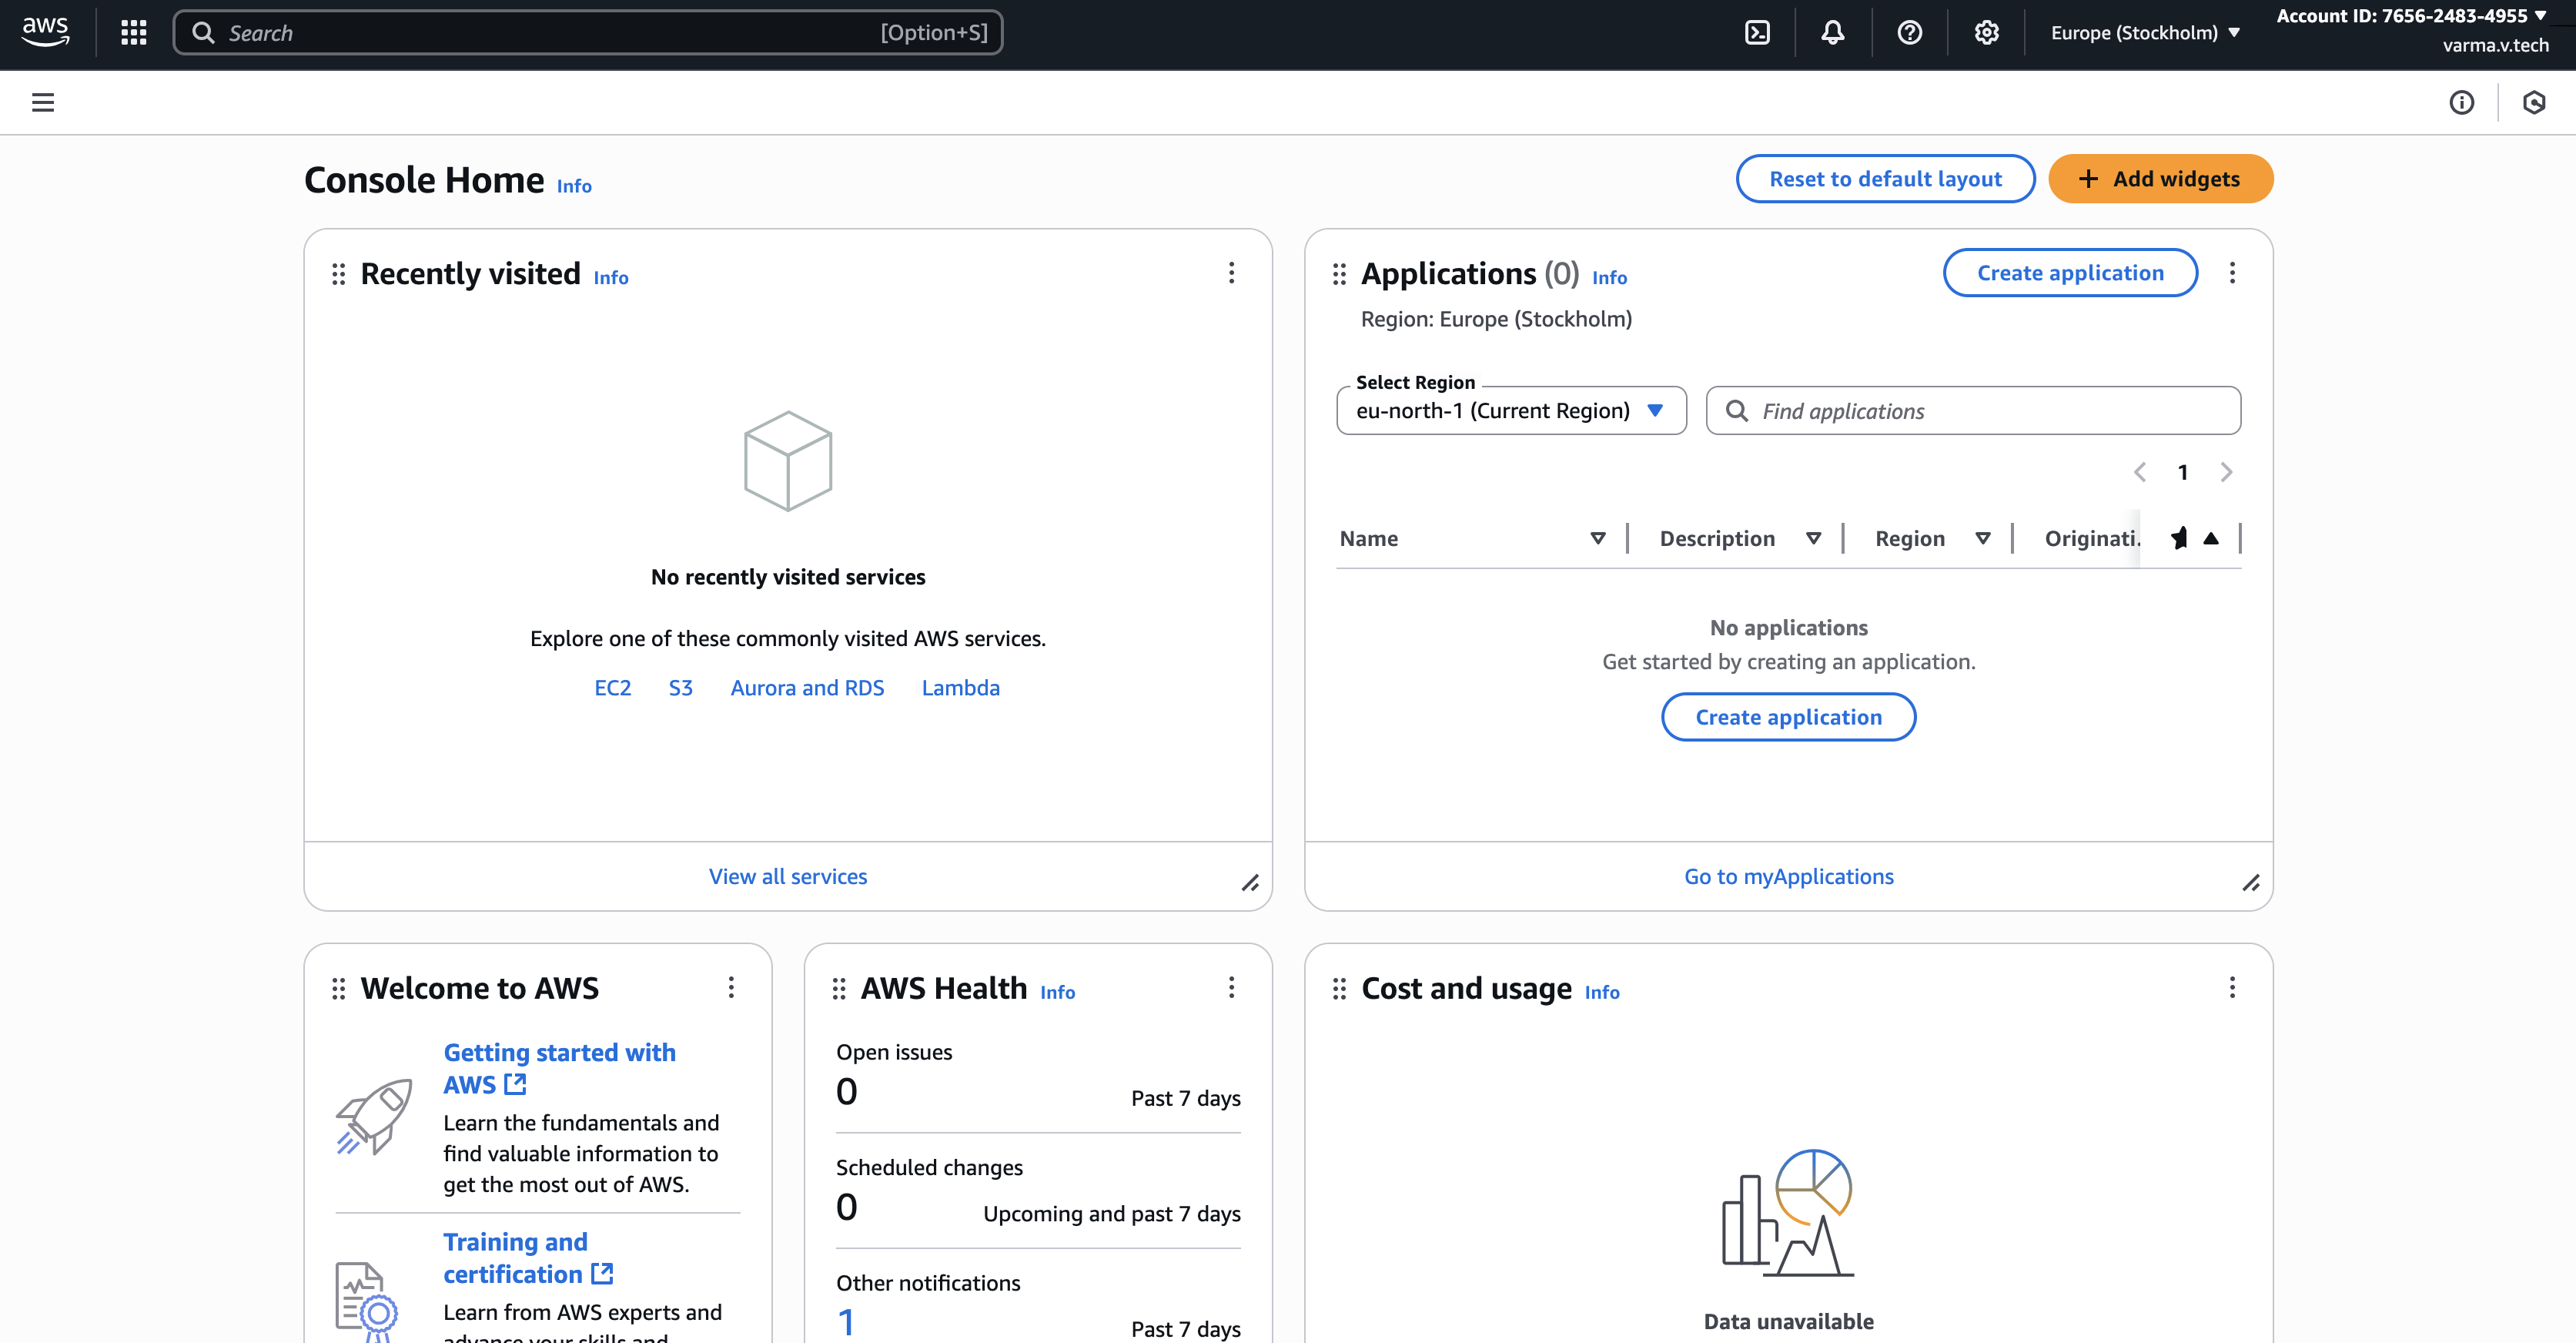 aws
Search [Option+S]
Europe (Stockholm)
Account ID: 7656-2483-4955
varma.v.tech
Console Home Info
Reset to default layout
Add widgets
Recently visited Info
No recently visited services
Explore one of these commonly visited AWS services.
EC2 S3 Aurora and RDS Lambda
View all services
Applications (0) Info
Create application
Region: Europe (Stockholm)
Select Region
eu-north-1 (Current Region)
Find applications
1
Name Description Region Originati.
No applications
Get started by creating an application.
Create application
Go to myApplications
Welcome to AWS
Getting started with
AWS
Learn the fundamentals and
find valuable information to
get the most out of AWS.
Training and
certification
Learn from AWS experts and
advance your skills and
AWS Health Info
Open issues
0 Past 7 days
Scheduled changes
0 Upcoming and past 7 days
Other notifications
1 Past 7 days
Cost and usage Info
Data unavailable